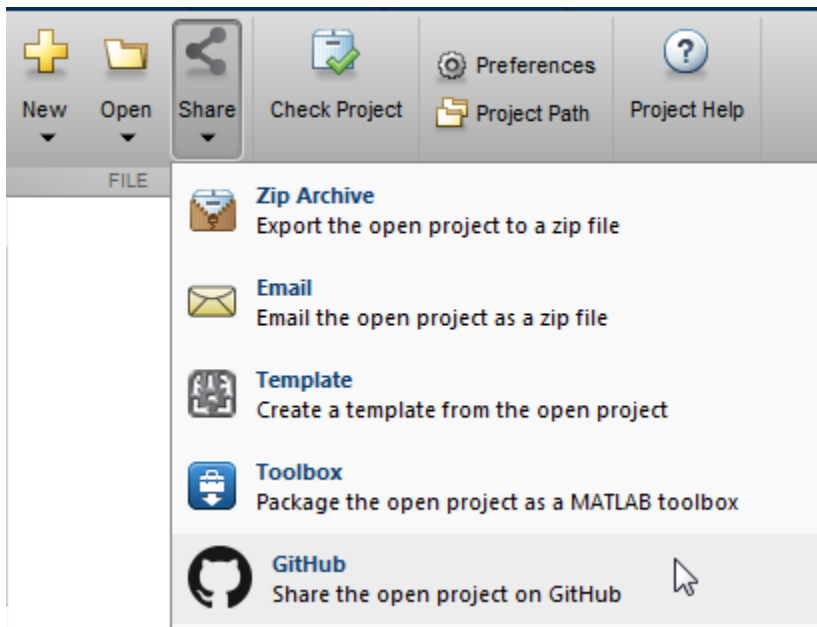 New
Open
Share
Check Project
Preferences
Project Path
Project Help
FILE
Zip Archive
Export the open project to a zip file
Email
Email the open project as a zip file
Template
Create a template from the open project
Toolbox
Package the open project as a MATLAB toolbox
GitHub
Share the open project on GitHub